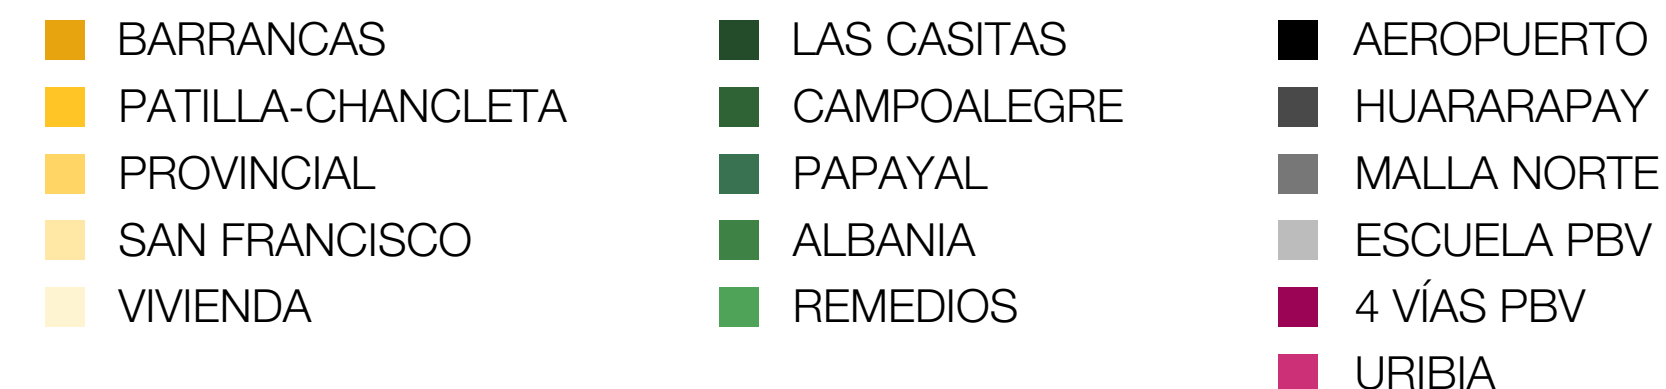 BARRANCAS
PATILLA-CHANCLETA
PROVINCIAL
SAN FRANCISCO
VIVIENDA
LAS CASITAS
CAMPOALEGRE
PAPAYAL
ALBANIA
REMEDIOS
AEROPUERTO
HUARARAPAY
MALLA NORTE
ESCUELA PBV
4 VÍAS PBV
URIBIA